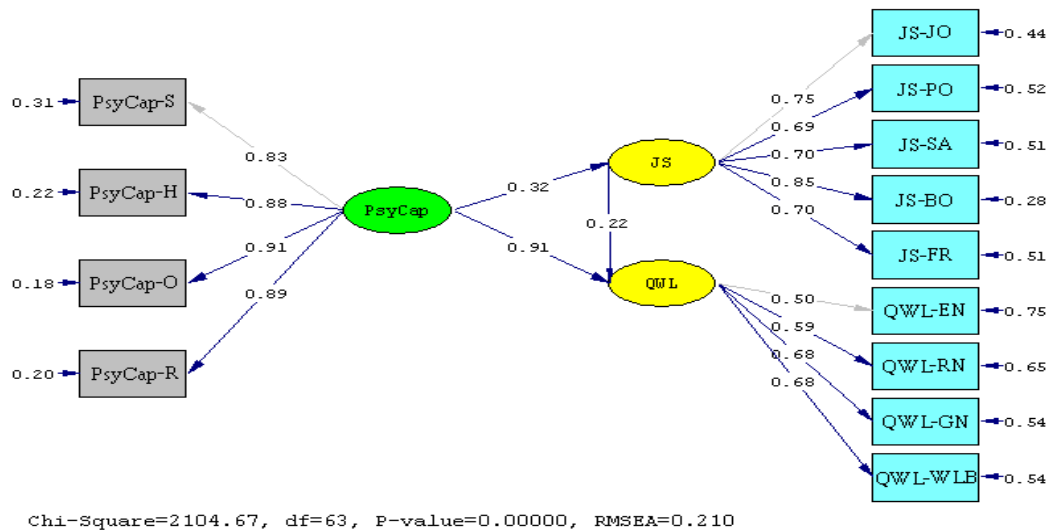 JS-JO
0.44
0.31
PsyCap-S
0.75
JS-PO
0.52
0.69
0.83
JS-SA
0.51
0.70
JS
0.22
PsyCap-H
0.88
0.32
0.85
JS-BO
0.28
PsyCap
0.70
0.91
0.91
0.22
JS-FR
0.51
0.18
PsyCap-O
QWL
0.89
0.50
QWL-EN
0.75
0.59
0.20
PsyCap-R
0.68
QWL-RN
0.65
0.68
QWL-GN
0.54
QWL-WLB
0.54
Chi-Square=2104.67, df=63, P-value=0.00000, RMSEA=0.210